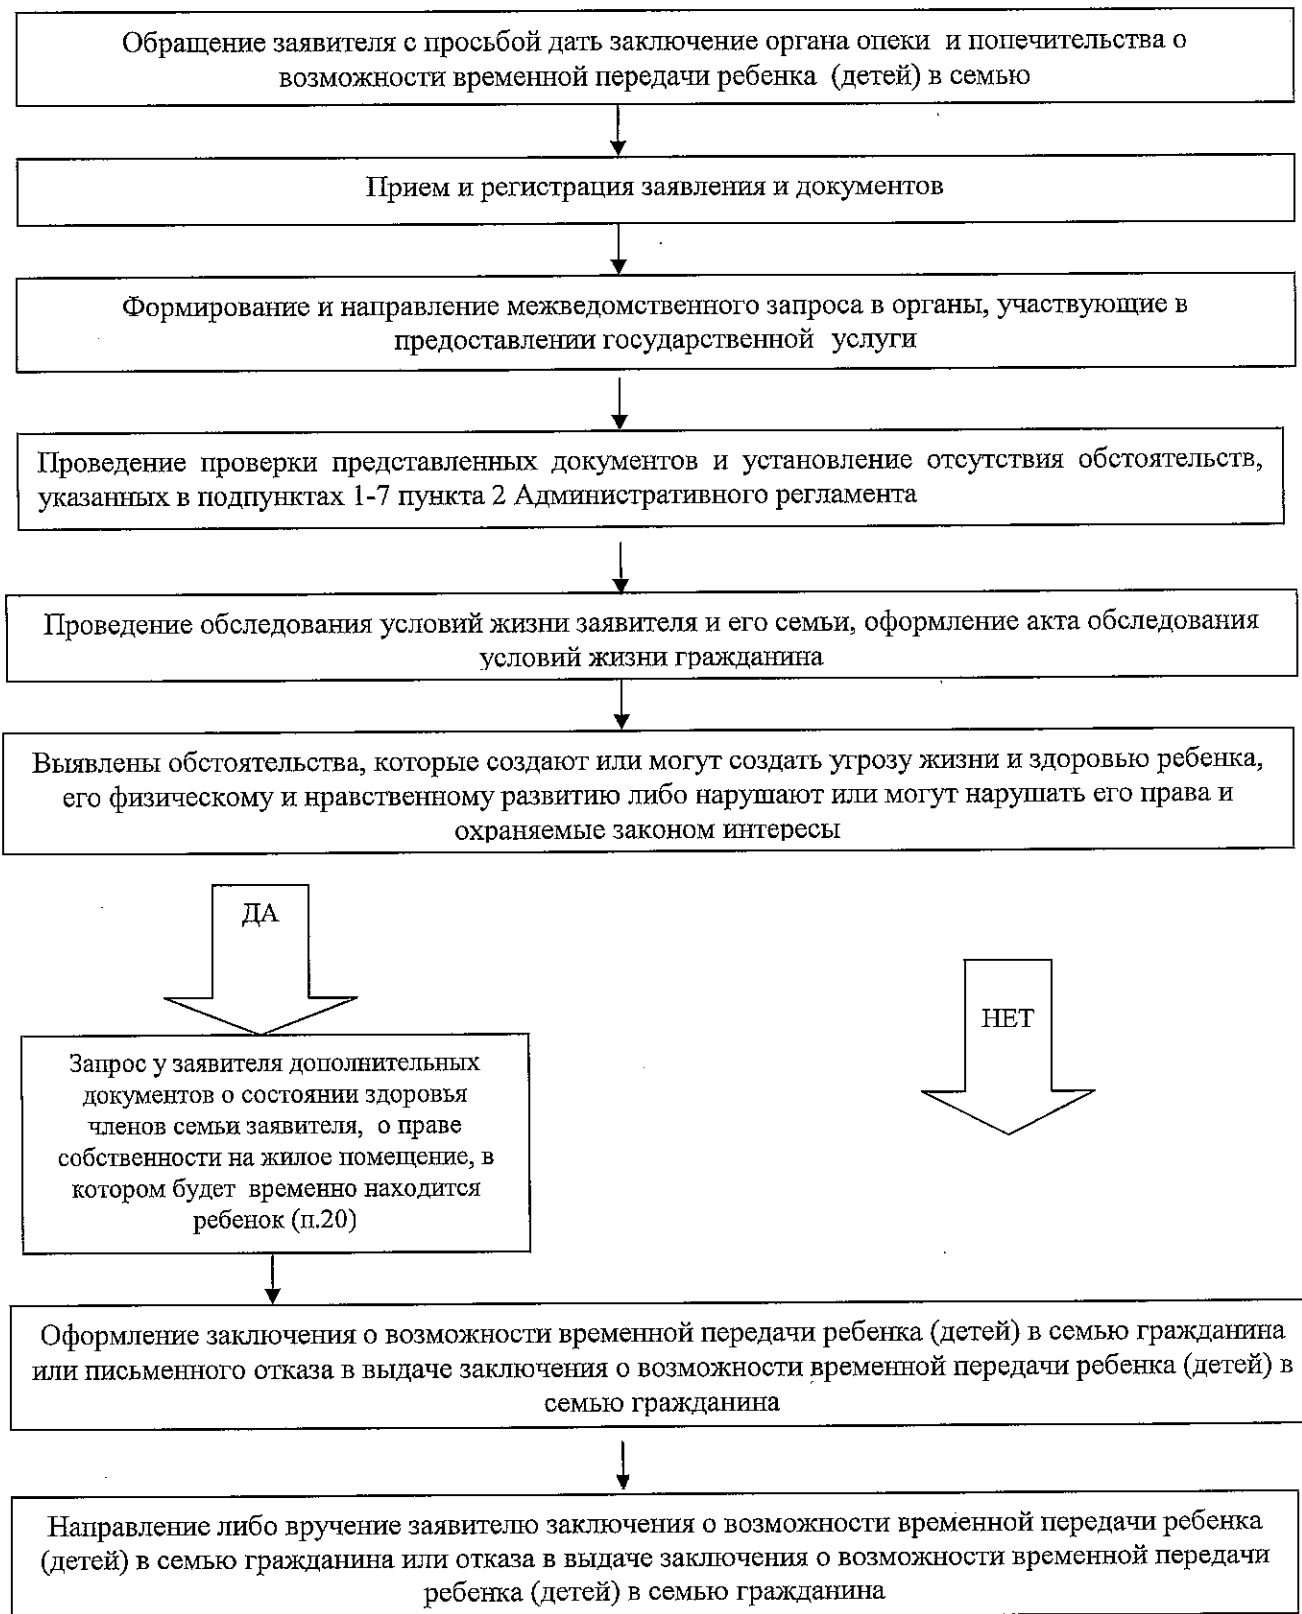 Обращение заявителя с просьбой дать заключение органа опеки и попечительства о
возможности временной передачи ребенка (детей) в семью
Прием и регистрация заявления и документов
Формирование и направление межведомственного запроса в органы, участвующие в
предоставлении государственной услуги
Проведение проверки представленных документов и установление отсутствия обстоятельств,
указанных в подпунктах 1-7 пункта 2 Административного регламента
Проведение обследования условий жизни заявителя и его семьи, оформление акта обследования
условий жизни гражданина
Выявлены обстоятельства, которые создают или могут создать угрозу жизни и здоровью ребенка,
его физическому и нравственному развитию либо нарушают или могут нарушать его права и
охраняемые законом интересы
ДА
НЕТ
Запрос у заявителя дополнительных
документов о состоянии здоровья
членов семьи заявителя, о праве
собственности на жилое помещение, в
котором будет временно находится
ребенок (п.20)
Оформление заключения о возможности временной передачи ребенка (детей) в семью гражданина
или письменного отказа в выдаче заключения о возможности временной передачи ребенка (детей) в
семью гражданина
Направление либо вручение заявителю заключения о возможности временной передачи ребенка
(детей) в семью гражданина или отказа в выдаче заключения о возможности временной передачи
ребенка (детей) в семью гражданина